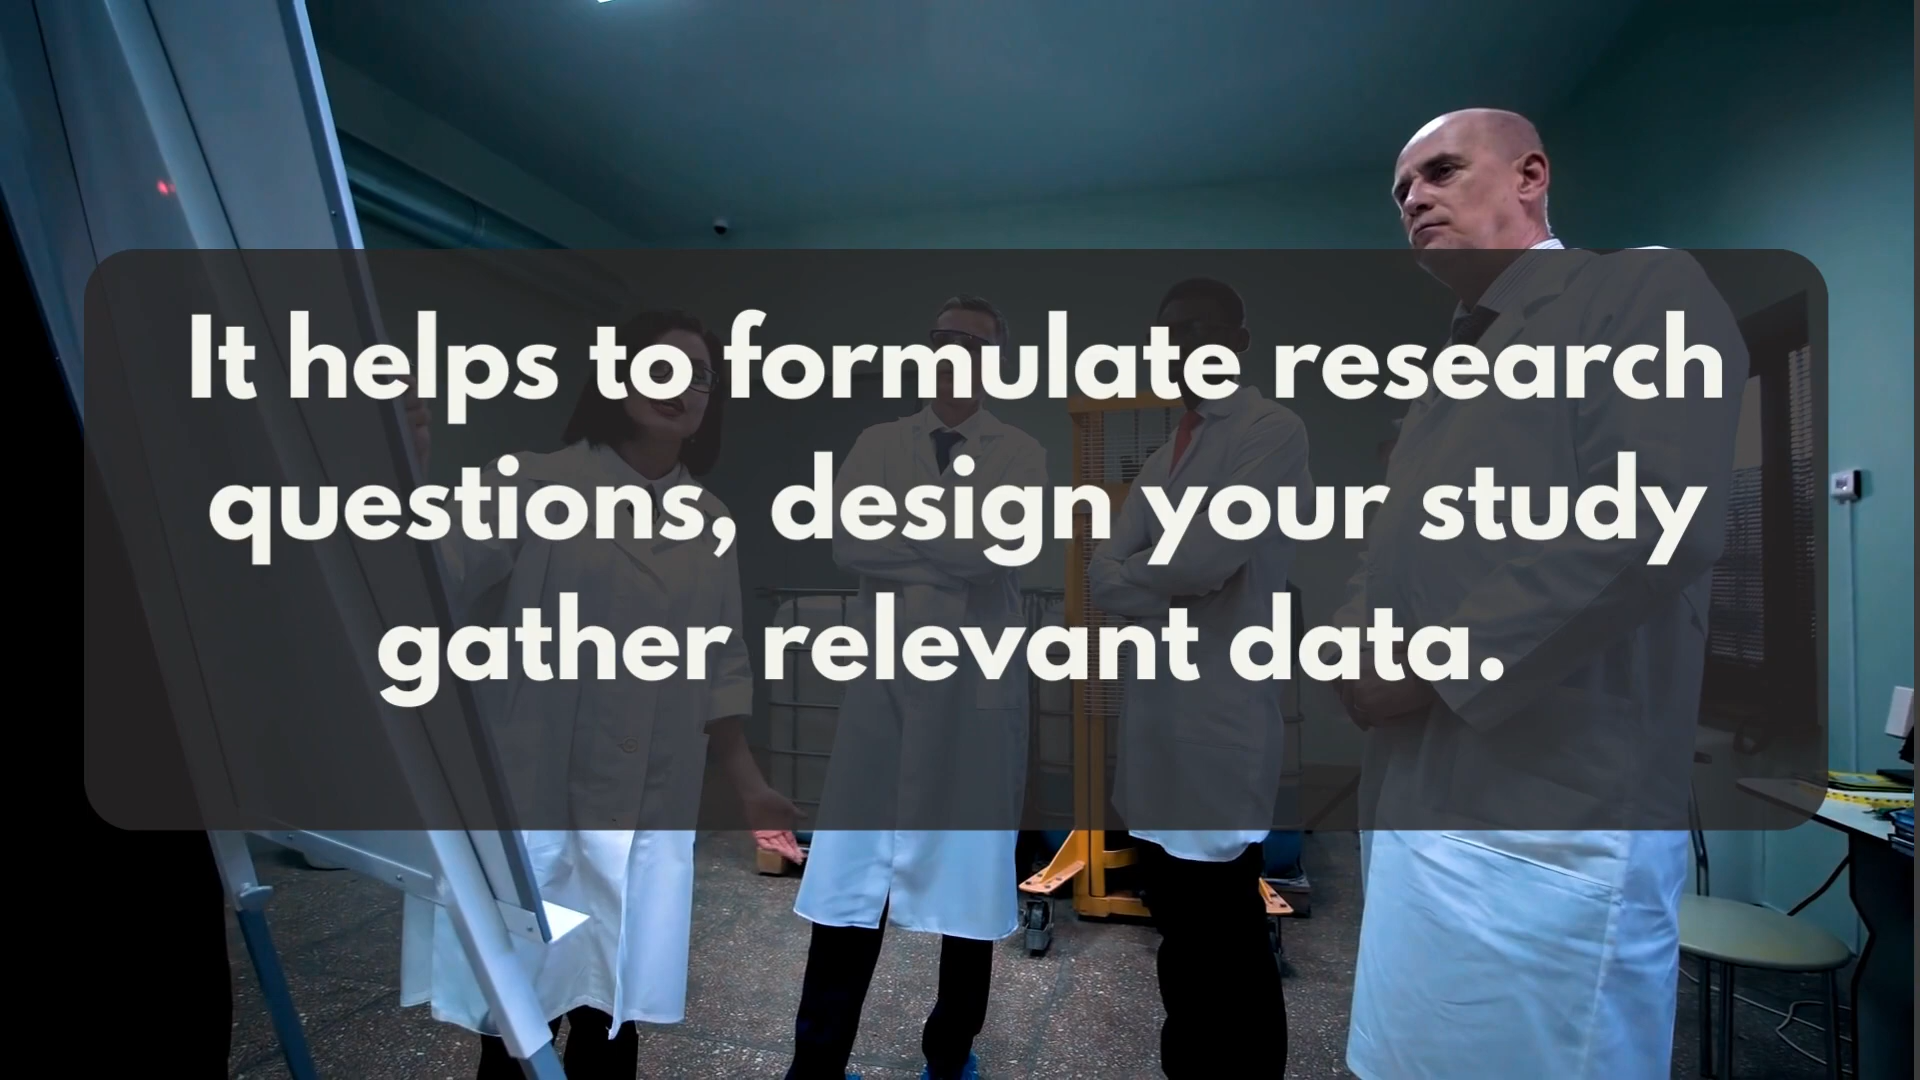 It helps to formulate research
questions, design your study
gather relevant data.